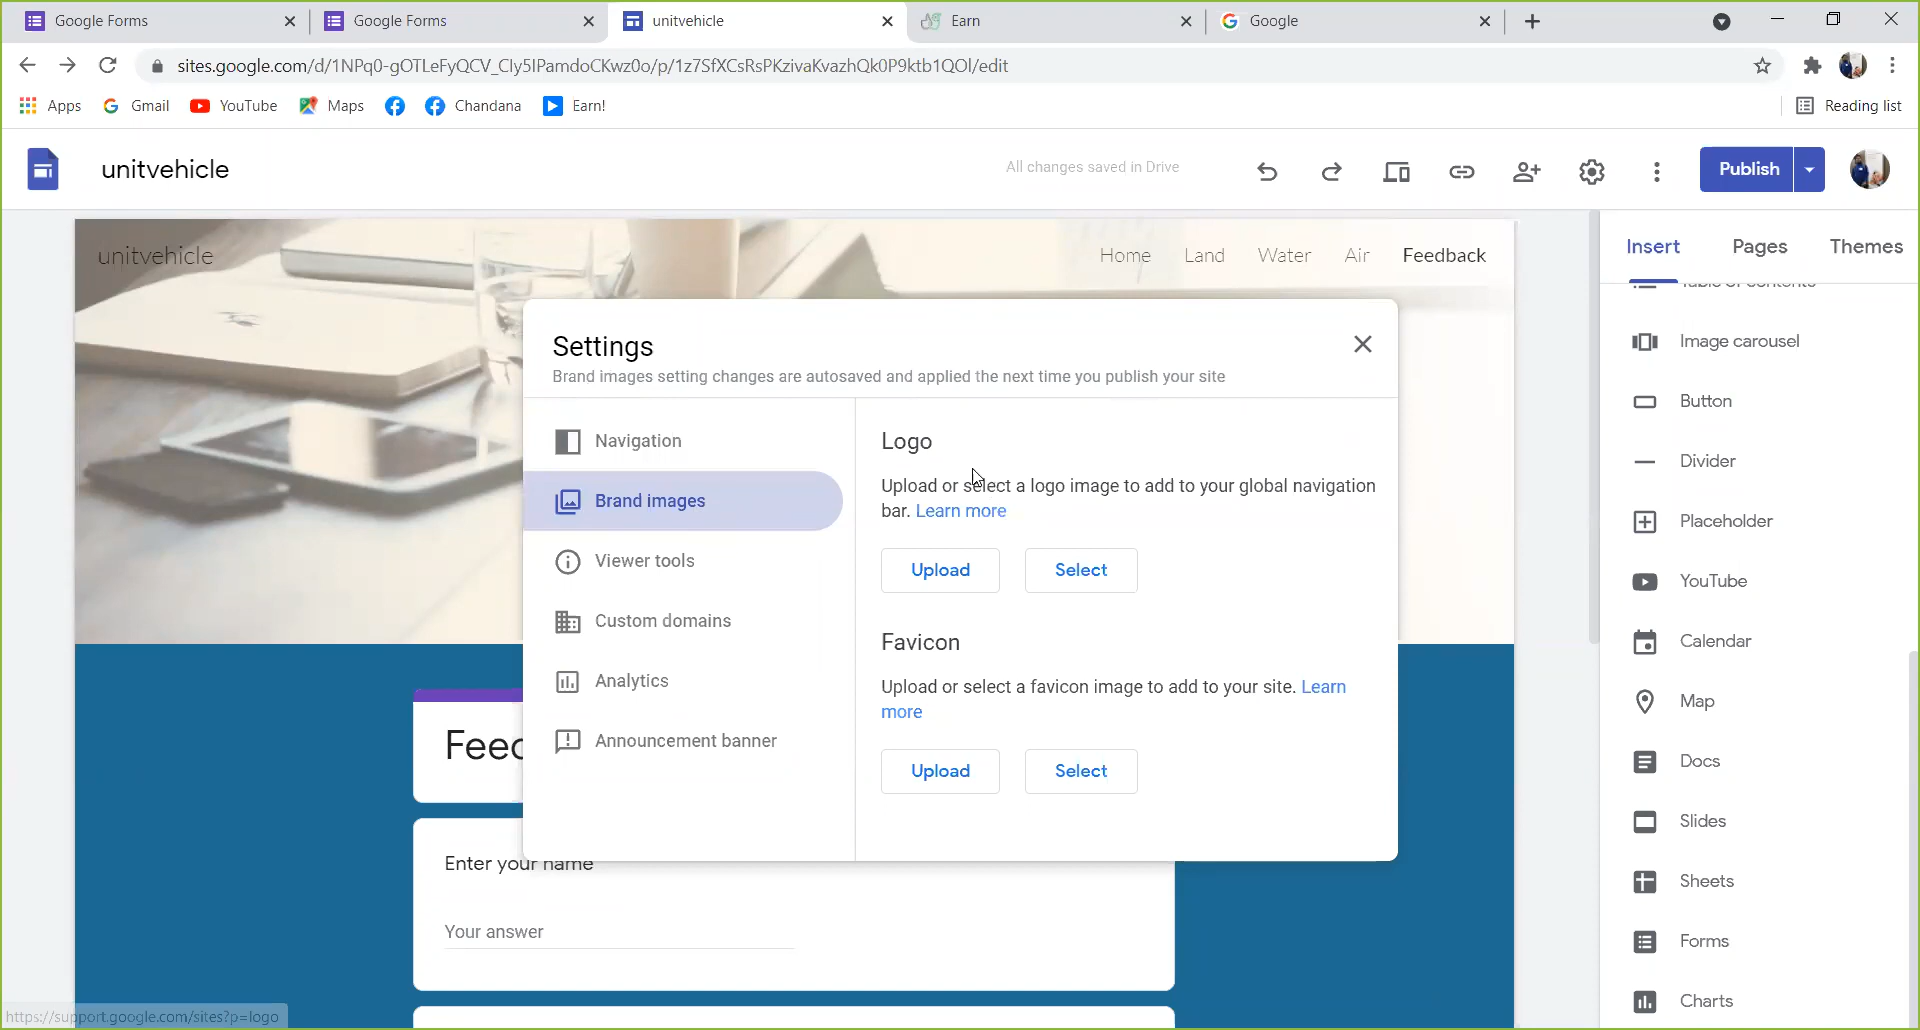 Google Forms
Google Forms
unitvehicle
Earn
Google
sites.google.com/d/1NPq0-gOTLeFyQCV_CIy5IPamdoCKwz0o/p/1z7SfXCsRsPKzivaKvazhQk0P9ktb1QOl/edit
Apps
Gmail
YouTube
Maps
Chandana
Earn!
Reading list
unitvehicle
All changes saved in Drive
Publish
unitvehicle
Home
Land
Water
Air
Feedback
Insert
Pages
Themes
Table of contents
Image carousel
Button
Divider
Placeholder
YouTube
Calendar
Map
Docs
Slides
Sheets
Forms
Charts
Settings
Brand images setting changes are autosaved and applied the next time you publish your site
Navigation
Brand images
Viewer tools
Custom domains
Analytics
Announcement banner
Logo
Upload or select a logo image to add to your global navigation
bar. Learn more
Upload
Select
Favicon
Upload or select a favicon image to add to your site. Learn
more
Upload
Select
Feed
Enter your name
Your answer
https://support.google.com/sites?p=logo